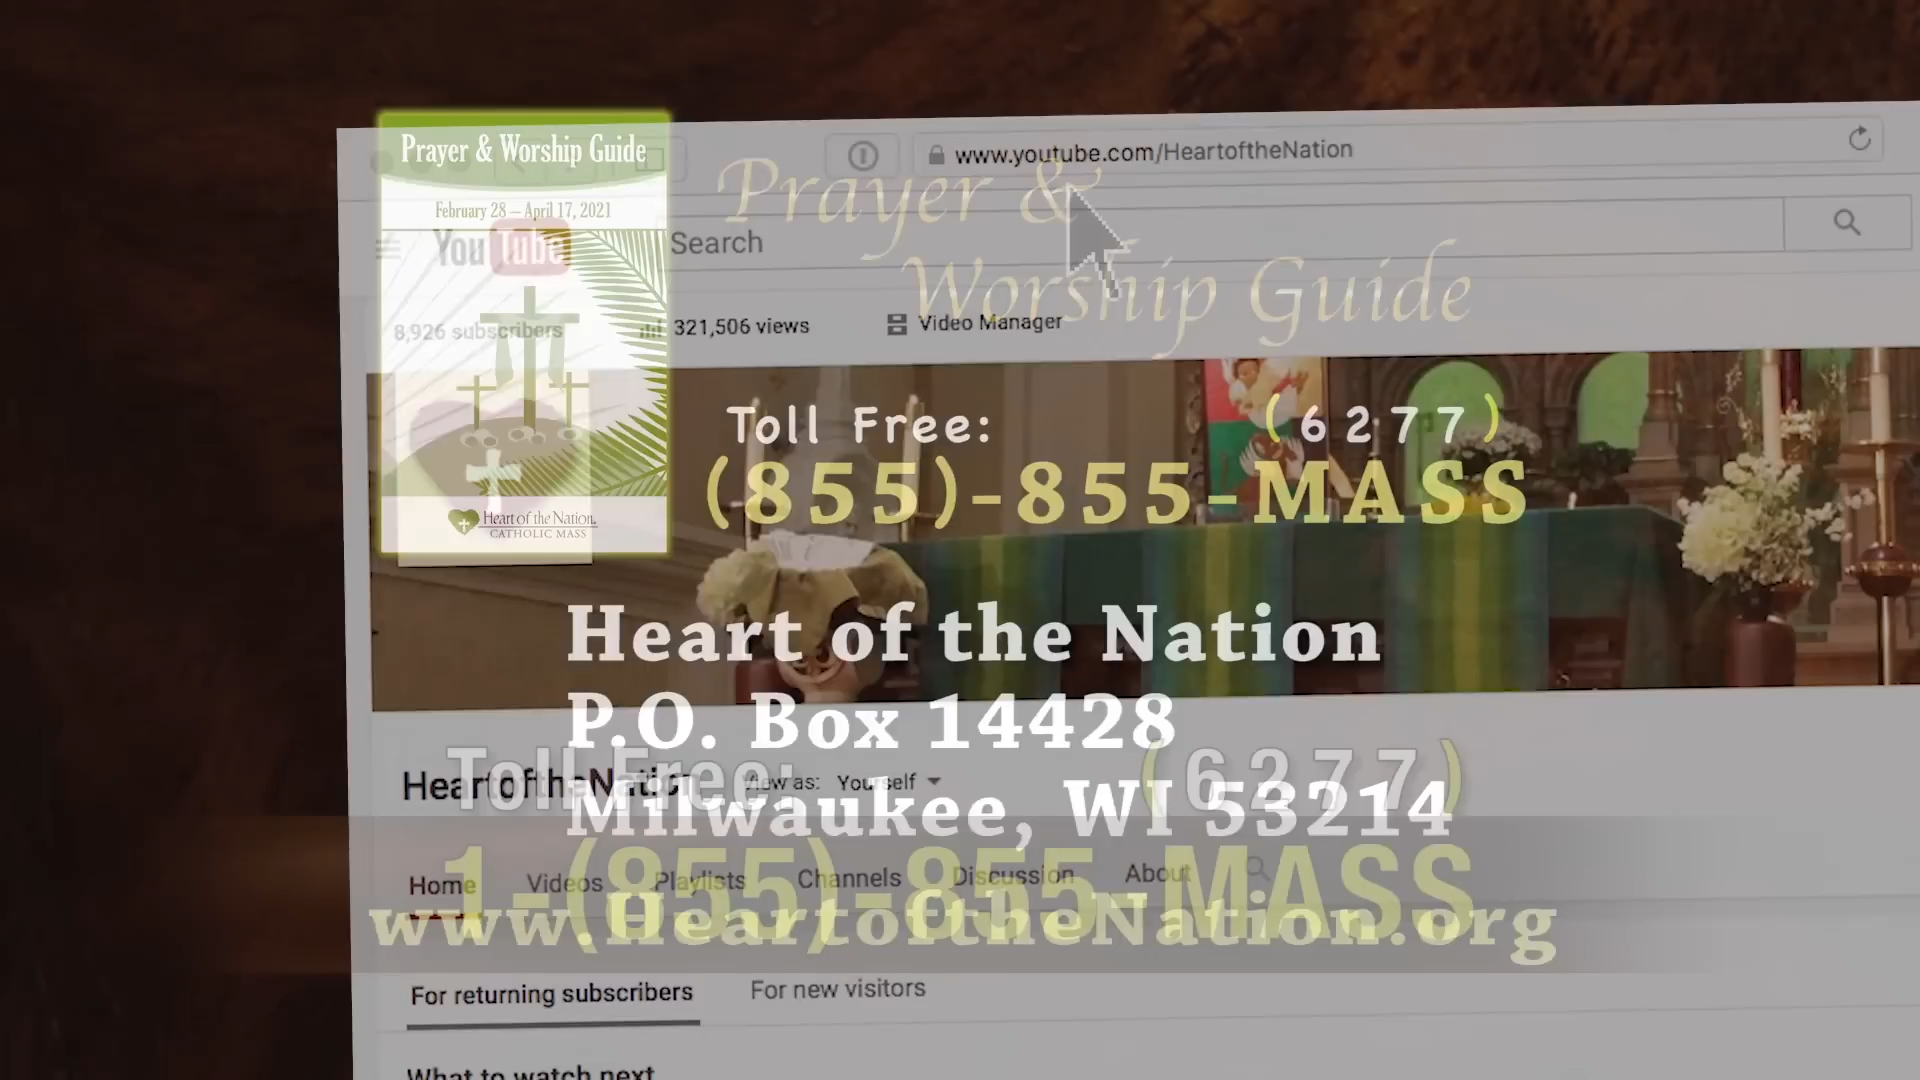 Prayer & Worship Guide
February 28 – April 17, 2021
Heart of the Nation
CATHOLIC MASS
www.youtube.com/HeartoftheNation
Prayer &
Worship Guide
YouTube
Search
8,926 subscribers
321,506 views
Video Manager
Toll Free: (6277)
(855)-855-MASS
Heart of the Nation
P.O. Box 14428
Milwaukee, WI 53214
www.HeartoftheNation.org
HeartoftheNation
View as: Yourself
Toll Free: (6277)
1-(855)-855-MASS
Home Videos Playlists Channels Discussion About
For returning subscribers For new visitors
What to watch next